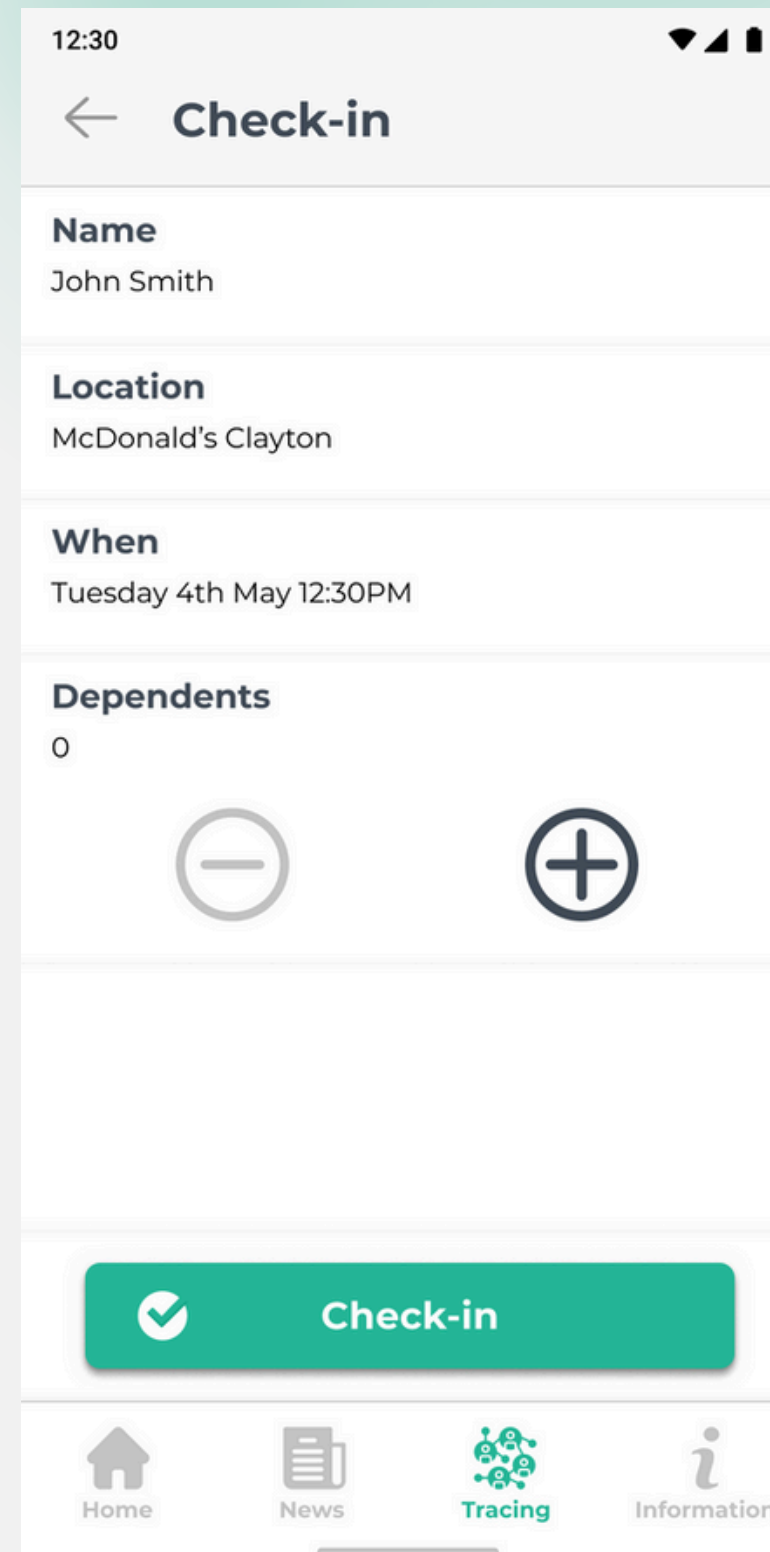 12:30
Check-in
Name
John Smith
Location
McDonald's Clayton
When
Tuesday 4th May 12:30PM
Dependents
0
Check-in
Home
News
Tracing
Information